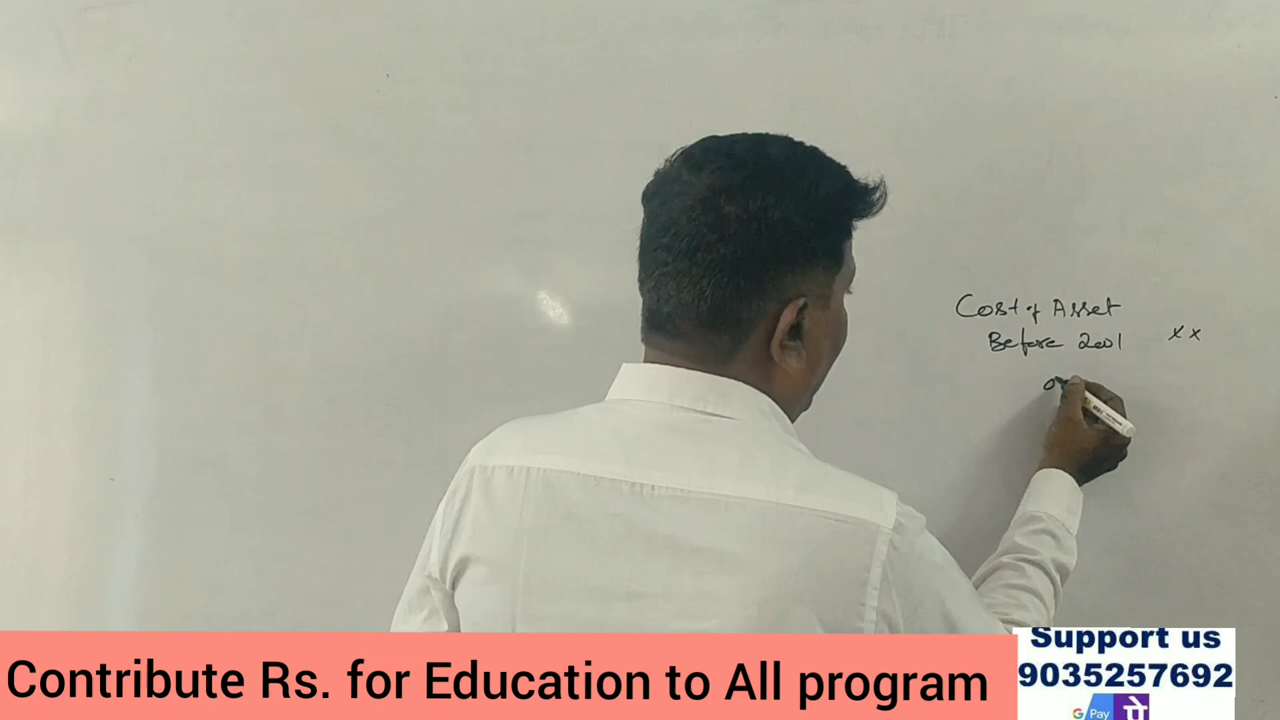 Cost of Asset
Before 2001 xx
Contribute Rs. for Education to All program
Support us
9035257692
G Pay पे